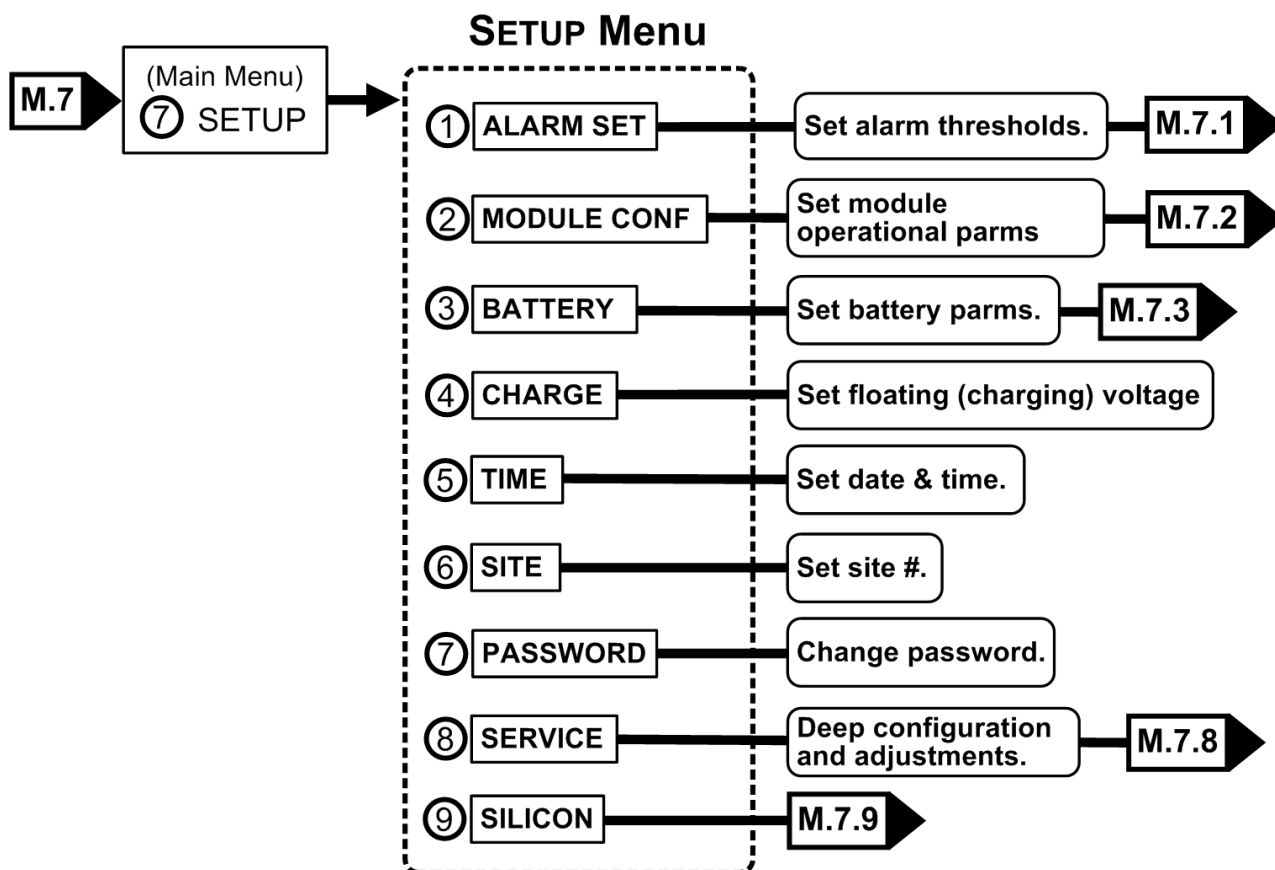 SETUP Menu
M.7
(Main Menu)
7 SETUP
1 ALARM SET Set alarm thresholds. M.7.1
2 MODULE CONF Set module
operational parms M.7.2
3 BATTERY Set battery parms. M.7.3
4 CHARGE Set floating (charging) voltage
5 TIME Set date & time.
6 SITE Set site #.
7 PASSWORD Change password.
8 SERVICE Deep configuration
and adjustments. M.7.8
9 SILICON M.7.9